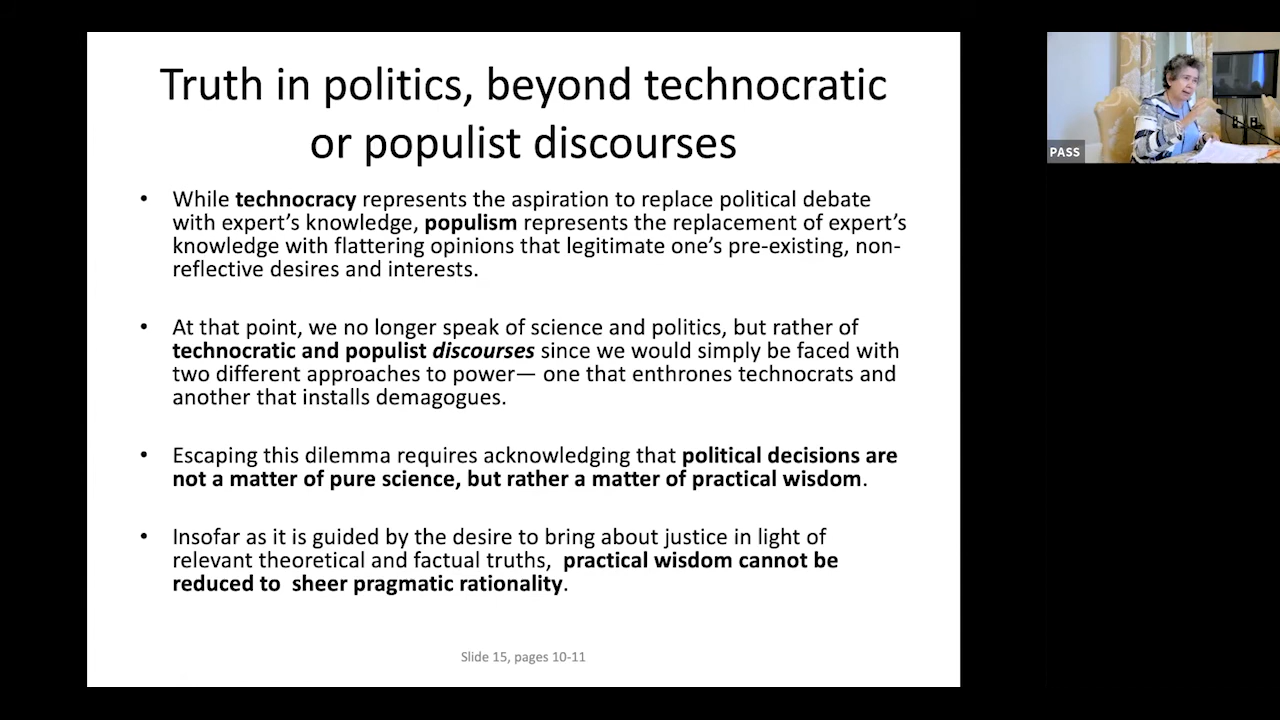 Truth in politics, beyond technocratic
or populist discourses
• While technocracy represents the aspiration to replace political debate
with expert’s knowledge, populism represents the replacement of expert’s
knowledge with flattering opinions that legitimate one’s pre-existing, non-
reflective desires and interests.
• At that point, we no longer speak of science and politics, but rather of
technocratic and populist discourses since we would simply be faced with
two different approaches to power— one that enthrones technocrats and
another that installs demagogues.
• Escaping this dilemma requires acknowledging that political decisions are
not a matter of pure science, but rather a matter of practical wisdom.
• Insofar as it is guided by the desire to bring about justice in light of
relevant theoretical and factual truths,  practical wisdom cannot be
reduced to  sheer pragmatic rationality.
Slide 15, pages 10-11
PASS